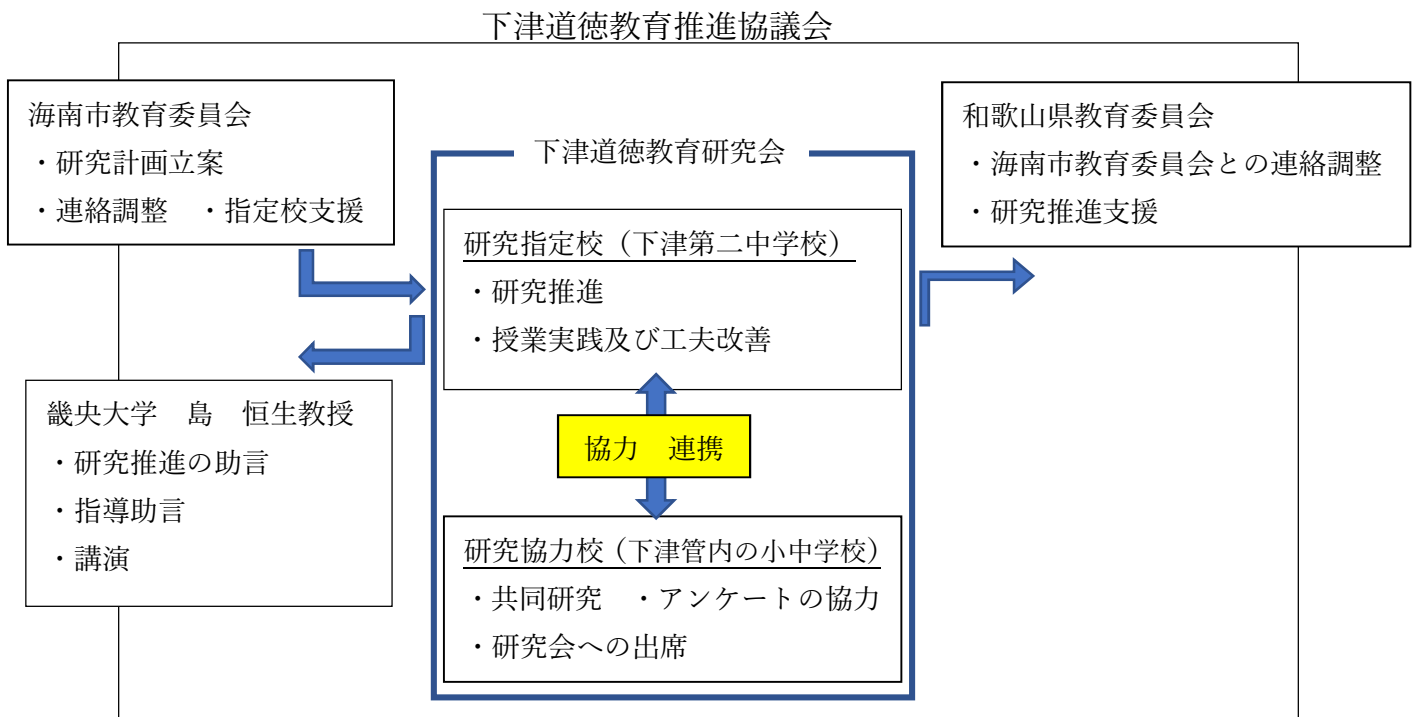 下津道徳教育推進協議会
海南市教育委員会
・研究計画立案
・連絡調整　・指定校支援
和歌山県教育委員会
・海南市教育委員会との連絡調整
・研究推進支援
下津道徳教育研究会
研究指定校（下津第二中学校）
・研究推進
・授業実践及び工夫改善
協力　連携
畿央大学　島　恒生教授
・研究推進の助言
・指導助言
・講演
研究協力校（下津管内の小中学校）
・共同研究　・アンケートの協力
・研究会への出席